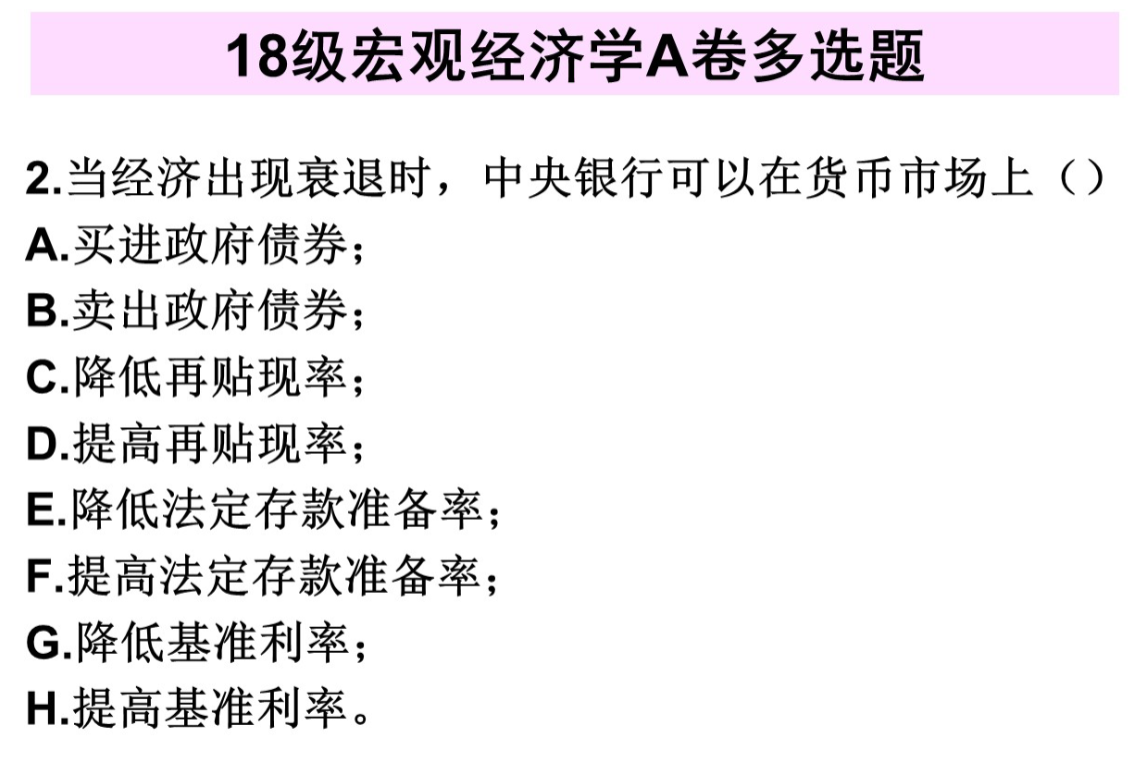 18级宏观经济学A卷多选题
2.当经济出现衰退时，中央银行可以在货币市场上（）
A.买进政府债券；
B.卖出政府债券；
C.降低再贴现率；
D.提高再贴现率；
E.降低法定存款准备率；
F.提高法定存款准备率；
G.降低基准利率；
H.提高基准利率。